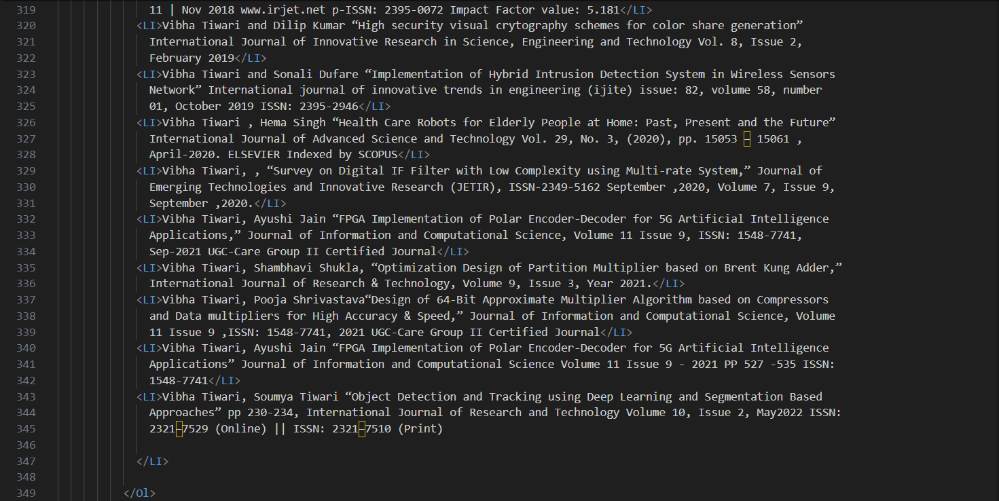 319 11 | Nov 2018 www.irjet.net p-ISSN: 2395-0072 Impact Factor value: 5.181</LI>
320 <LI>Vibha Tiwari and Dilip Kumar “High security visual crytography schemes for color share generation”
321 International Journal of Innovative Research in Science, Engineering and Technology Vol. 8, Issue 2,
322 February 2019</LI>
323 <LI>Vibha Tiwari and Sonali Dufare “Implementation of Hybrid Intrusion Detection System in Wireless Sensors
324 Network” International journal of innovative trends in engineering (ijite) issue: 82, volume 58, number
325 01, October 2019 ISSN: 2395-2946</LI>
326 <LI>Vibha Tiwari , Hema Singh “Health Care Robots for Elderly People at Home: Past, Present and the Future”
327 International Journal of Advanced Science and Technology Vol. 29, No. 3, (2020), pp. 15053 – 15061 ,
328 April-2020. ELSEVIER Indexed by SCOPUS</LI>
329 <LI>Vibha Tiwari, , “Survey on Digital IF Filter with Low Complexity using Multi-rate System,” Journal of
330 Emerging Technologies and Innovative Research (JETIR), ISSN-2349-5162 September ,2020, Volume 7, Issue 9,
331 September ,2020.</LI>
332 <LI>Vibha Tiwari, Ayushi Jain “FPGA Implementation of Polar Encoder-Decoder for 5G Artificial Intelligence
333 Applications,” Journal of Information and Computational Science, Volume 11 Issue 9, ISSN: 1548-7741,
334 Sep-2021 UGC-Care Group II Certified Journal</LI>
335 <LI>Vibha Tiwari, Shambhavi Shukla, “Optimization Design of Partition Multiplier based on Brent Kung Adder,”
336 International Journal of Research & Technology, Volume 9, Issue 3, Year 2021.</LI>
337 <LI>Vibha Tiwari, Pooja Shrivastava“Design of 64-Bit Approximate Multiplier Algorithm based on Compressors
338 and Data multipliers for High Accuracy & Speed,” Journal of Information and Computational Science, Volume
339 11 Issue 9 ,ISSN: 1548-7741, 2021 UGC-Care Group II Certified Journal</LI>
340 <LI>Vibha Tiwari, Ayushi Jain “FPGA Implementation of Polar Encoder-Decoder for 5G Artificial Intelligence
341 Applications” Journal of Information and Computational Science Volume 11 Issue 9 - 2021 PP 527 -535 ISSN:
342 1548-7741</LI>
343 <LI>Vibha Tiwari, Soumya Tiwari “Object Detection and Tracking using Deep Learning and Segmentation Based
344 Approaches” pp 230-234, International Journal of Research and Technology Volume 10, Issue 2, May2022 ISSN:
345 2321–7529 (Online) || ISSN: 2321–7510 (Print)
346
347 </LI>
348
349 </Ol>